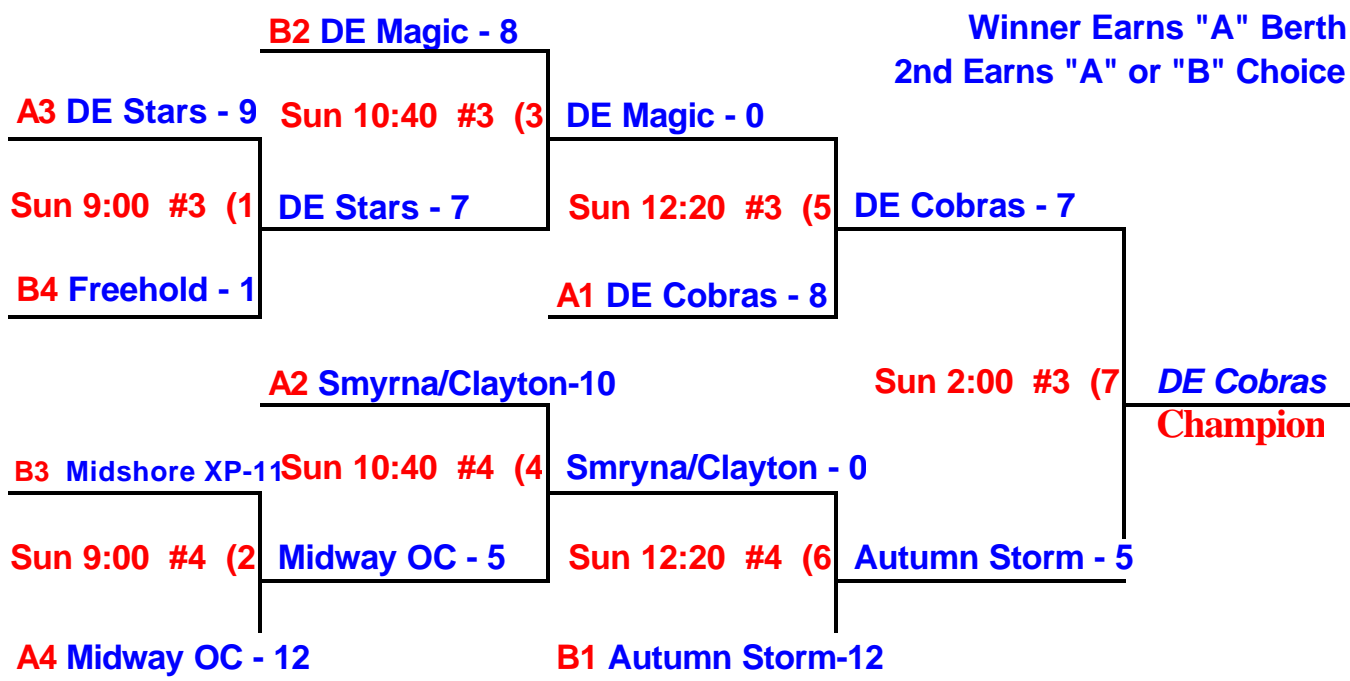 B2 DE Magic - 8
Winner Earns "A" Berth
2nd Earns "A" or "B" Choice
A3 DE Stars - 9
Sun 10:40 #3 (3
DE Magic - 0
Sun 9:00 #3 (1
DE Stars - 7
Sun 12:20 #3 (5
DE Cobras - 7
B4 Freehold - 1
A1 DE Cobras - 8
A2 Smyrna/Clayton-10
Sun 2:00 #3 (7
DE Cobras
Champion
B3 Midshore XP-11
Sun 10:40 #4 (4
Smryna/Clayton - 0
Sun 9:00 #4 (2
Midway OC - 5
Sun 12:20 #4 (6
Autumn Storm - 5
A4 Midway OC - 12
B1 Autumn Storm-12